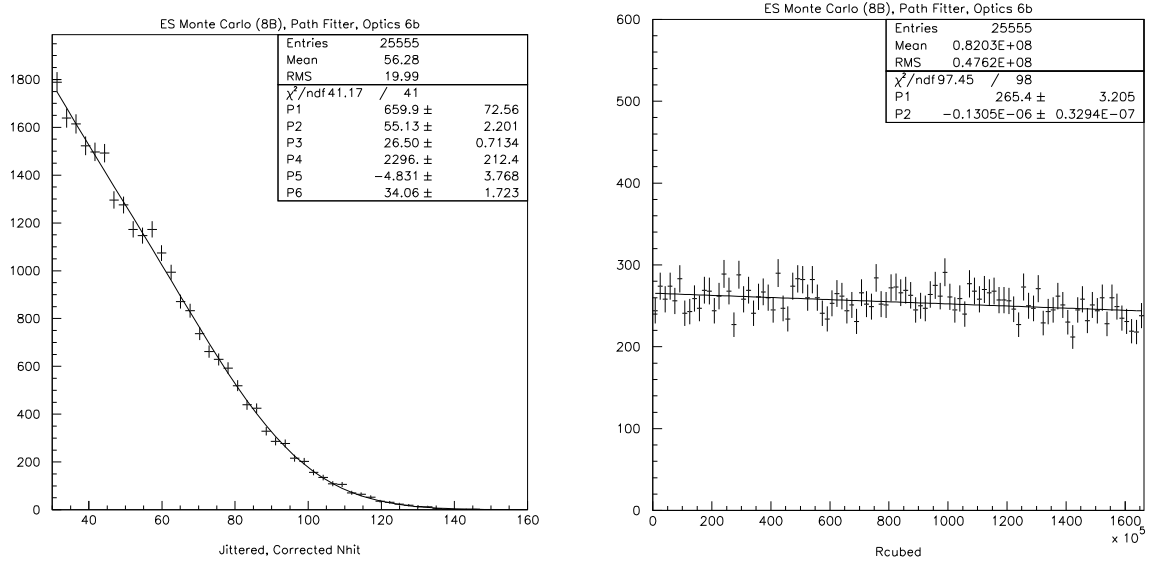 ES Monte Carlo (8B), Path Fitter, Optics 6b
Entries 25555
Mean 56.28
RMS 19.99
χ²/ndf 41.17 / 41
P1 659.9 ± 72.56
P2 55.13 ± 2.201
P3 26.50 ± 0.7134
P4 2296. ± 212.4
P5 −4.831 ± 3.768
P6 34.06 ± 1.723
1800
1600
1400
1200
1000
800
600
400
200
0
40 60 80 100 120 140 160
Jittered, Corrected Nhit
ES Monte Carlo (8B), Path Fitter, Optics 6b
Entries 25555
Mean 0.8203E+08
RMS 0.4762E+08
χ²/ndf 97.45 / 98
P1 265.4 ± 3.205
P2 −0.1305E−06 ± 0.3294E−07
600
500
400
300
200
100
0
0 200 400 600 800 1000 1200 1400 1600
x 10⁵
Rcubed